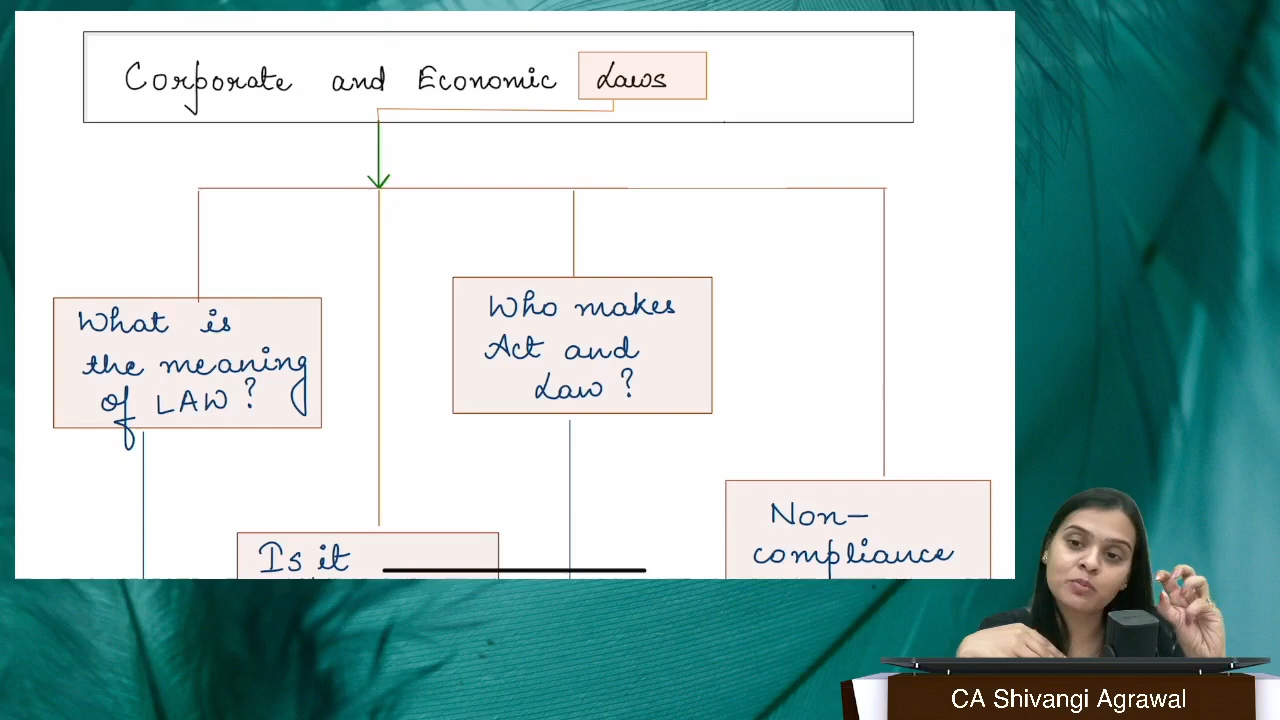 Corporate and Economic Laws
What is
the meaning
of LAW?
Who makes
Act and
Law?
Is it
Non-
compliance
CA Shivangi Agrawal